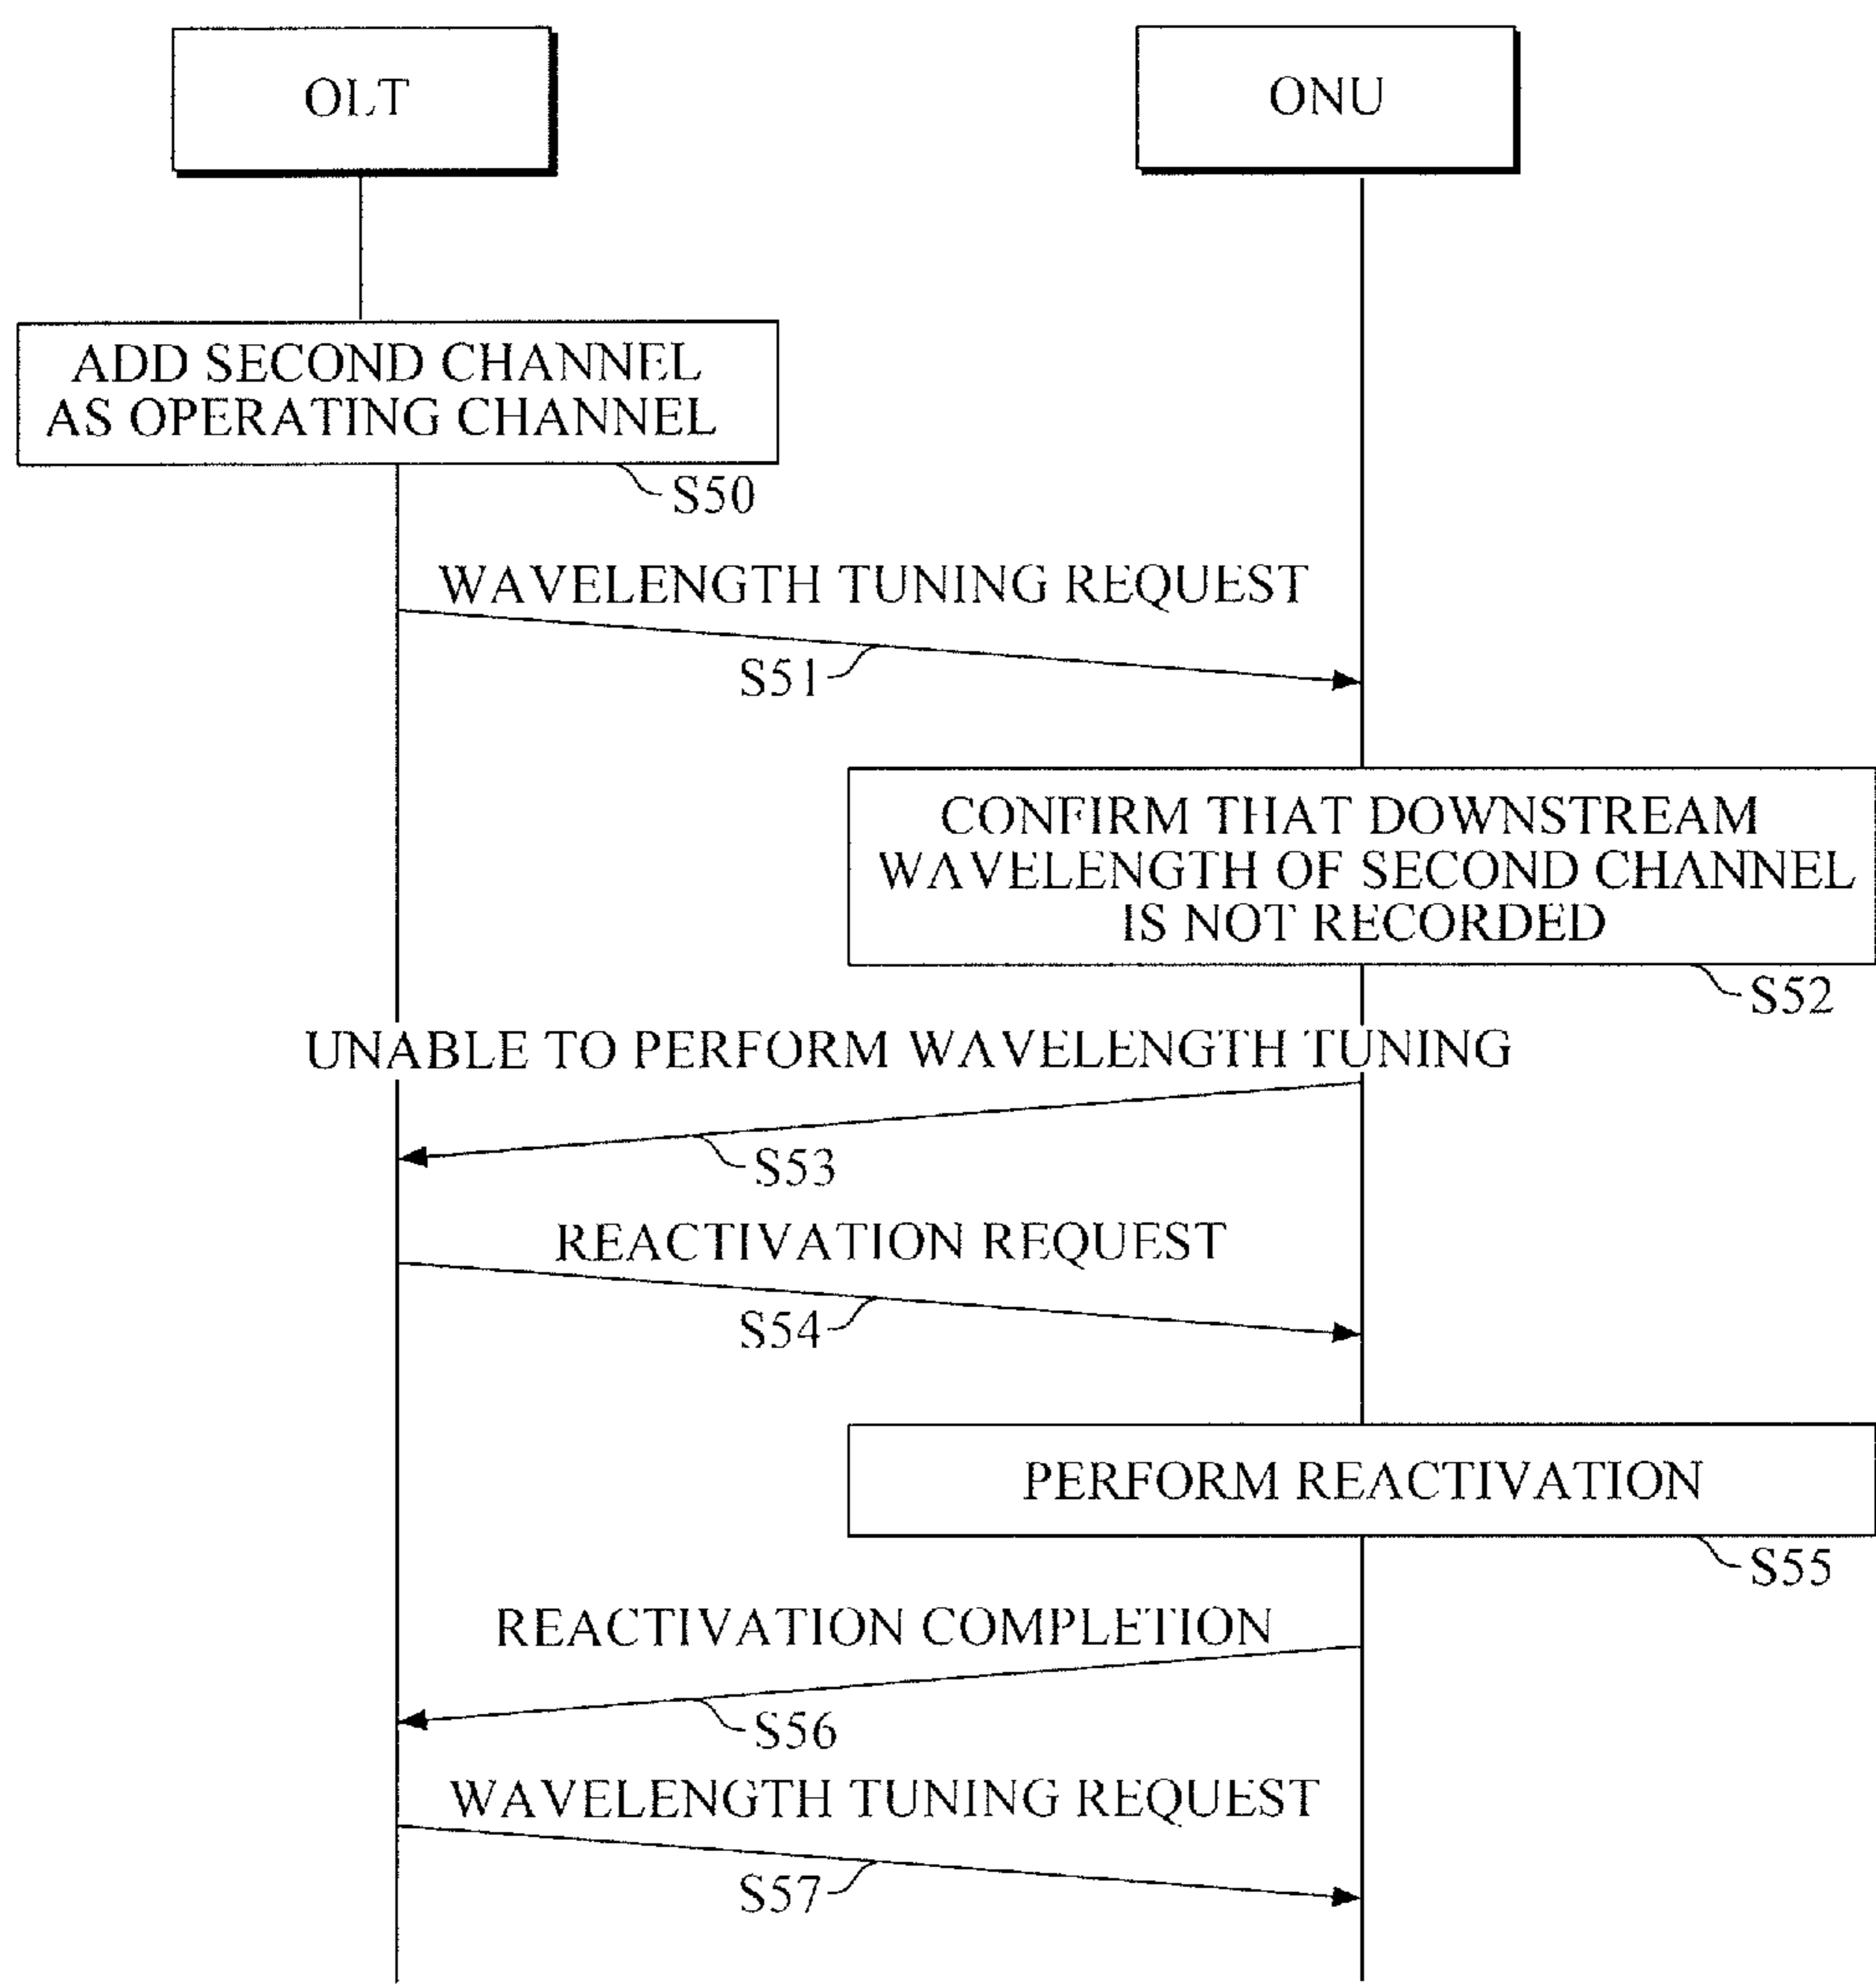 OLT
ONU
ADD SECOND CHANNEL
AS OPERATING CHANNEL
S50
WAVELENGTH TUNING REQUEST
S51
CONFIRM THAT DOWNSTREAM
WAVELENGTH OF SECOND CHANNEL
IS NOT RECORDED
S52
UNABLE TO PERFORM WAVELENGTH TUNING
S53
REACTIVATION REQUEST
S54
PERFORM REACTIVATION
S55
REACTIVATION COMPLETION
S56
WAVELENGTH TUNING REQUEST
S57